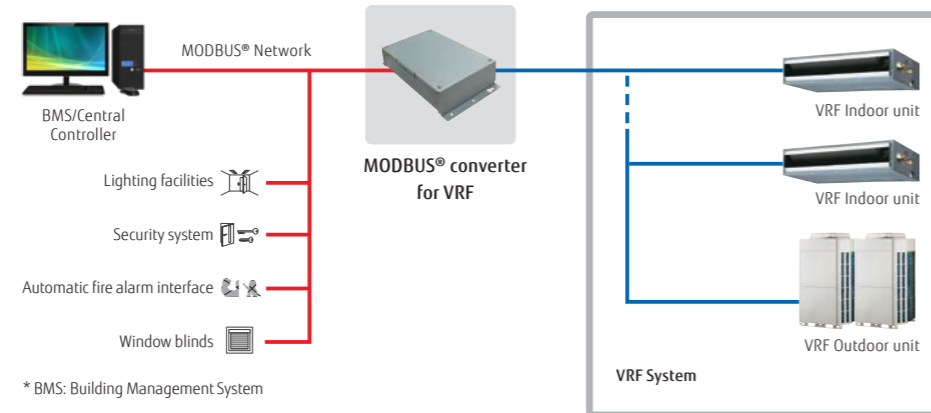 MODBUS® Network
BMS/Central
Controller
MODBUS® converter
for VRF
Lighting facilities
Security system
Automatic fire alarm interface
Window blinds
* BMS: Building Management System
VRF Indoor unit
VRF Indoor unit
VRF Outdoor unit
VRF System